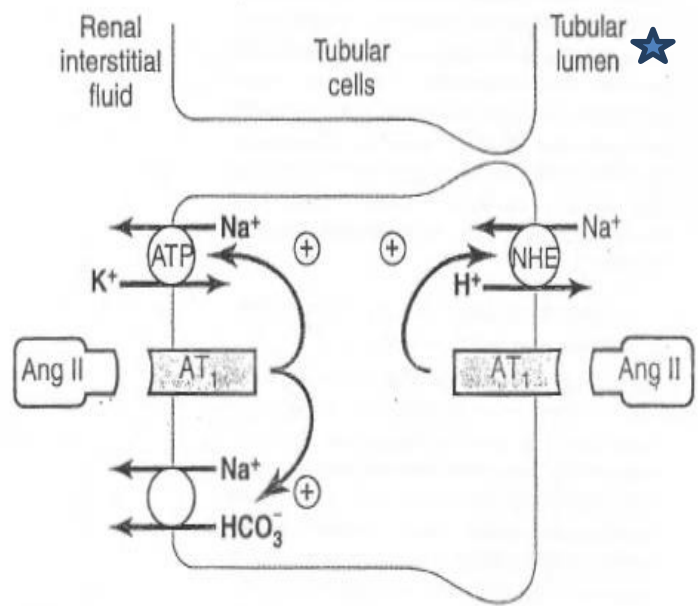 Renal
interstitial
fluid
Tubular
cells
Tubular
lumen
Na⁺
ATP
K⁺
+
+
Na⁺
NHE
H⁺
Ang II
AT₁
AT₁
Ang II
Na⁺
+
HCO₃⁻